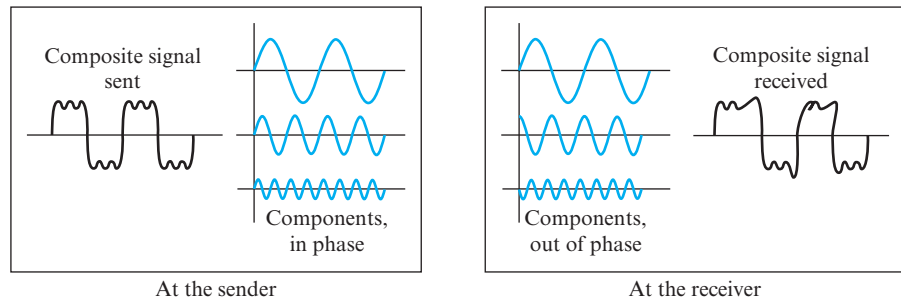 Composite signal
sent
Components,
in phase
At the sender
Composite signal
received
Components,
out of phase
At the receiver